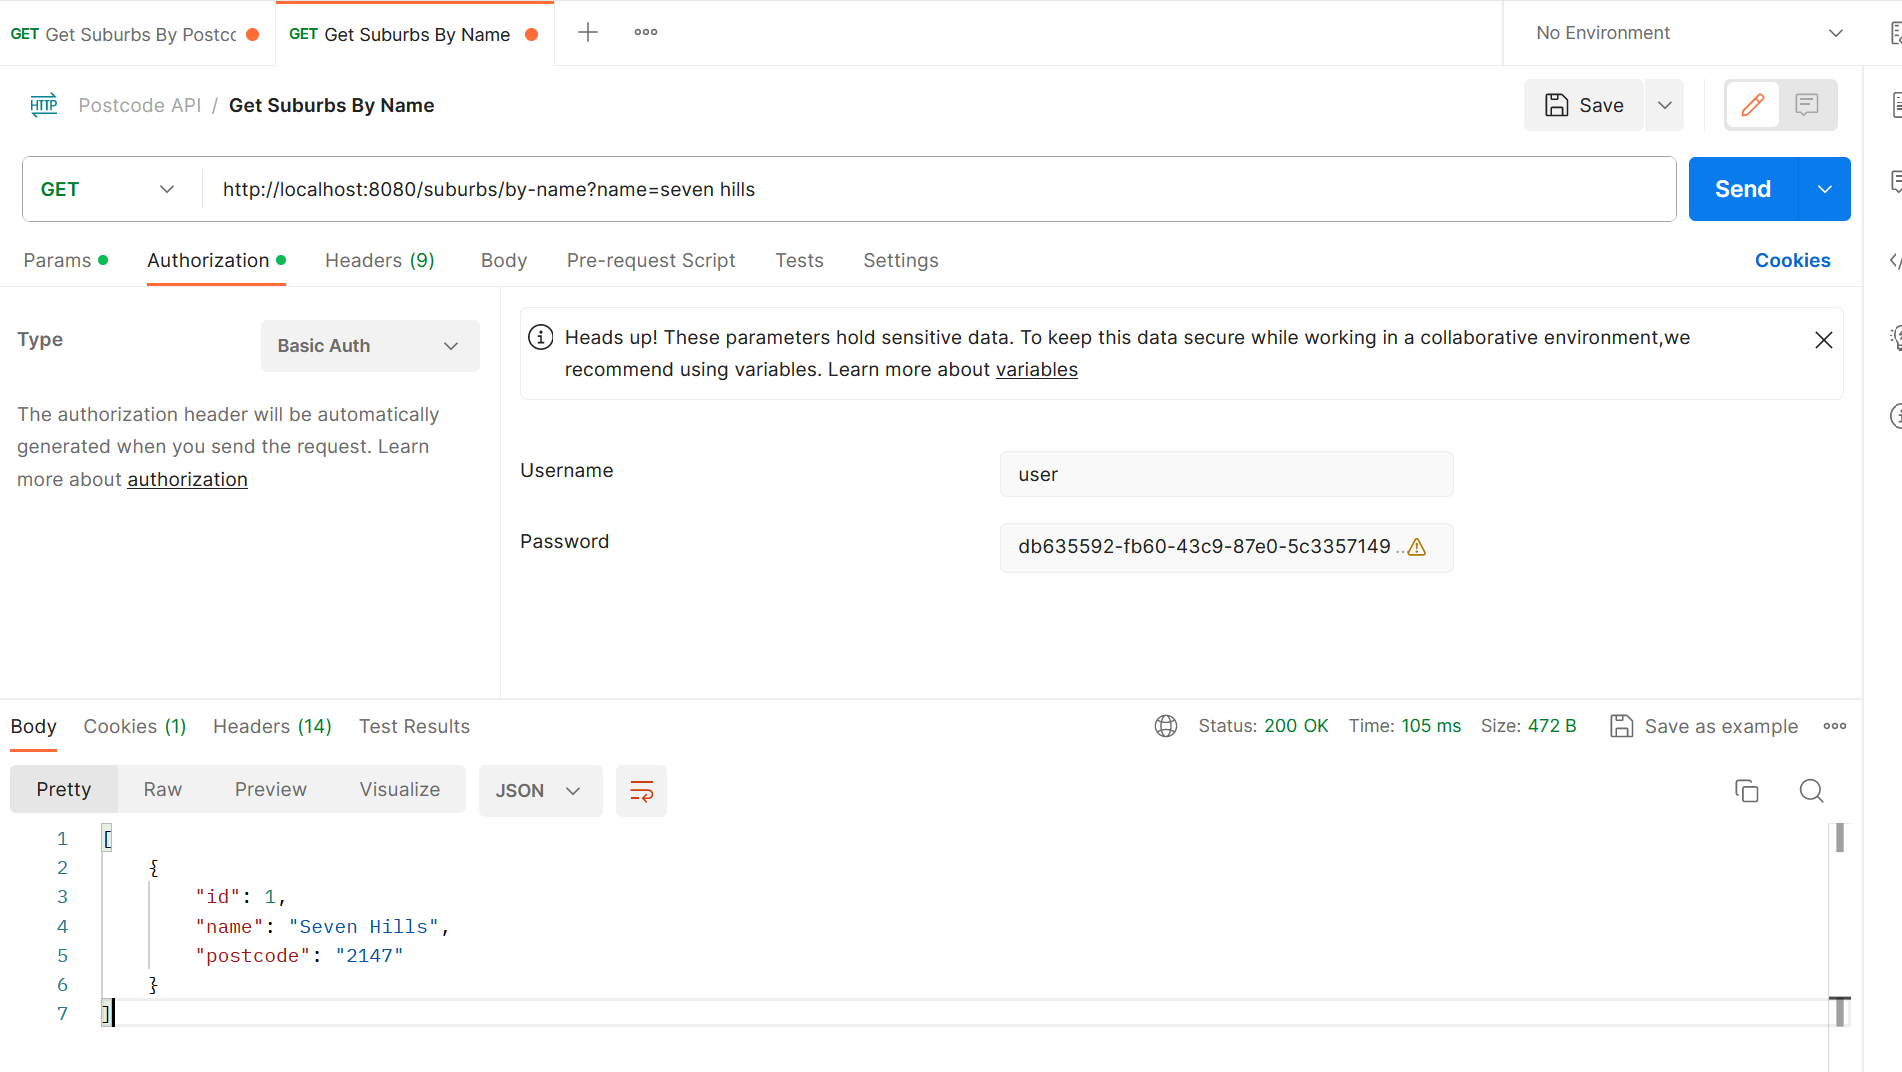 GET Get Suburbs By Postc
GET Get Suburbs By Name
No Environment
HTTP
Postcode API / Get Suburbs By Name
Save
GET
http://localhost:8080/suburbs/by-name?name=seven hills
Send
Params
Authorization
Headers (9)
Body
Pre-request Script
Tests
Settings
Cookies
Type
Basic Auth
The authorization header will be automatically
generated when you send the request. Learn
more about authorization
Heads up! These parameters hold sensitive data. To keep this data secure while working in a collaborative environment,we
recommend using variables. Learn more about variables
Username
user
Password
db635592-fb60-43c9-87e0-5c3357149 ..
Body
Cookies (1)
Headers (14)
Test Results
Status: 200 OK
Time: 105 ms
Size: 472 B
Save as example
Pretty
Raw
Preview
Visualize
JSON
1 [
2 {
3 "id": 1,
4 "name": "Seven Hills",
5 "postcode": "2147"
6 }
7 ]